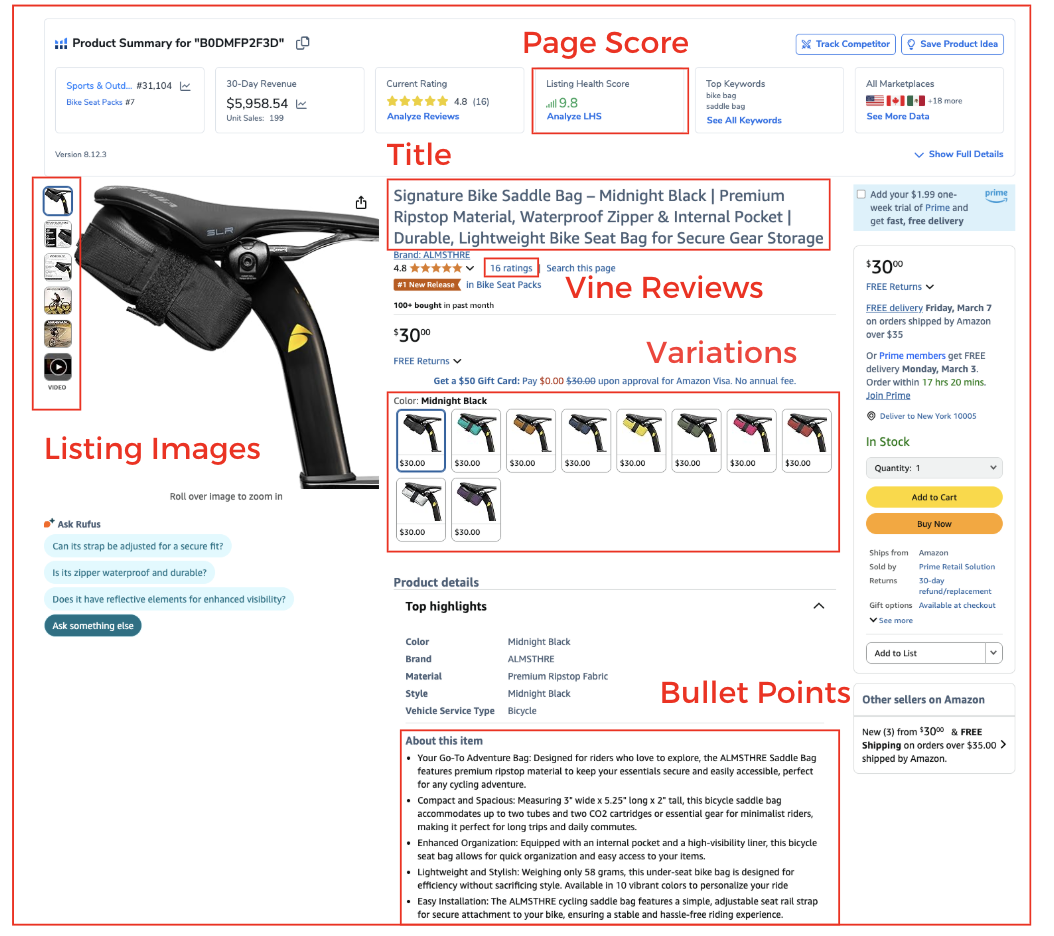 Product Summary for "B0DMFP2F3D"
Page Score
Track Competitor
Save Product Idea
Sports & Outd... #31,104
Bike Seat Packs #7
30-Day Revenue
$5,958.54
Unit Sales: 199
Current Rating
4.8 (16)
Analyze Reviews
Listing Health Score
9.8
Analyze LHS
Top Keywords
bike bag
saddle bag
See All Keywords
All Marketplaces
+18 more
See More Data
Version 8.12.3
Title
Show Full Details
SLR
VIDEO
Listing Images
Roll over image to zoom in
Ask Rufus
Can its strap be adjusted for a secure fit?
Is its zipper waterproof and durable?
Does it have reflective elements for enhanced visibility?
Ask something else
Signature Bike Saddle Bag – Midnight Black | Premium
Ripstop Material, Waterproof Zipper & Internal Pocket |
Durable, Lightweight Bike Seat Bag for Secure Gear Storage
Brand: ALMSTHRE
4.8 16 ratings | Search this page
#1 New Release in Bike Seat Packs
Vine Reviews
100+ bought in past month
$3000
FREE Returns
Variations
Get a $50 Gift Card: Pay $0.00 $30.00 upon approval for Amazon Visa. No annual fee.
Color: Midnight Black
$30.00 $30.00 $30.00 $30.00 $30.00 $30.00 $30.00 $30.00
$30.00 $30.00
Product details
Top highlights
Color Midnight Black
Brand ALMSTHRE
Material Premium Ripstop Fabric
Style Midnight Black
Vehicle Service Type Bicycle
Bullet Points
About this item
• Your Go-To Adventure Bag: Designed for riders who love to explore, the ALMSTHRE Saddle Bag
features premium ripstop material to keep your essentials secure and easily accessible, perfect
for any cycling adventure.
• Compact and Spacious: Measuring 3" wide x 5.25" long x 2" tall, this bicycle saddle bag
accommodates up to two tubes and two CO2 cartridges or essential gear for minimalist riders,
making it perfect for long trips and daily commutes.
• Enhanced Organization: Equipped with an internal pocket and a high-visibility liner, this bicycle
seat bag allows for quick organization and easy access to your items.
• Lightweight and Stylish: Weighing only 58 grams, this under-seat bike bag is designed for
efficiency without sacrificing style. Available in 10 vibrant colors to personalize your ride
• Easy Installation: The ALMSTHRE cycling saddle bag features a simple, adjustable seat rail strap
for secure attachment to your bike, ensuring a stable and hassle-free riding experience.
Add your $1.99 one-
week trial of Prime and
get fast, free delivery
prime
$3000
FREE Returns
FREE delivery Friday, March 7
on orders shipped by Amazon
over $35
Or Prime members get FREE
delivery Monday, March 3.
Order within 17 hrs 20 mins.
Join Prime
Deliver to New York 10005
In Stock
Quantity: 1
Add to Cart
Buy Now
Ships from Amazon
Sold by Prime Retail Solution
Returns 30-day
refund/replacement
Gift options Available at checkout
See more
Add to List
Other sellers on Amazon
New (3) from $3000 & FREE
Shipping on orders over $35.00
shipped by Amazon.